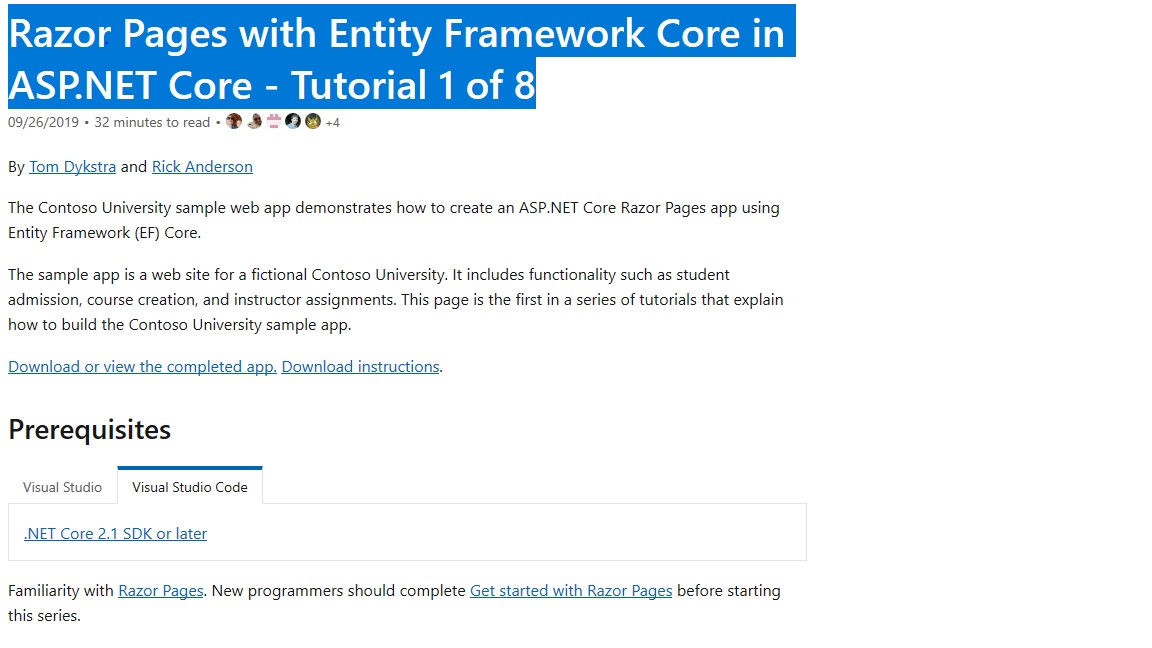 Razor Pages with Entity Framework Core in
ASP.NET Core - Tutorial 1 of 8
09/26/2019 • 32 minutes to read • +4
By Tom Dykstra and Rick Anderson
The Contoso University sample web app demonstrates how to create an ASP.NET Core Razor Pages app using
Entity Framework (EF) Core.
The sample app is a web site for a fictional Contoso University. It includes functionality such as student
admission, course creation, and instructor assignments. This page is the first in a series of tutorials that explain
how to build the Contoso University sample app.
Download or view the completed app. Download instructions.
Prerequisites
Visual Studio Visual Studio Code
.NET Core 2.1 SDK or later
Familiarity with Razor Pages. New programmers should complete Get started with Razor Pages before starting
this series.